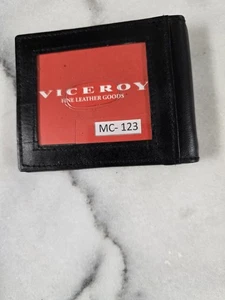 VICEROY
FINE LEATHER GOODS
MC- 123